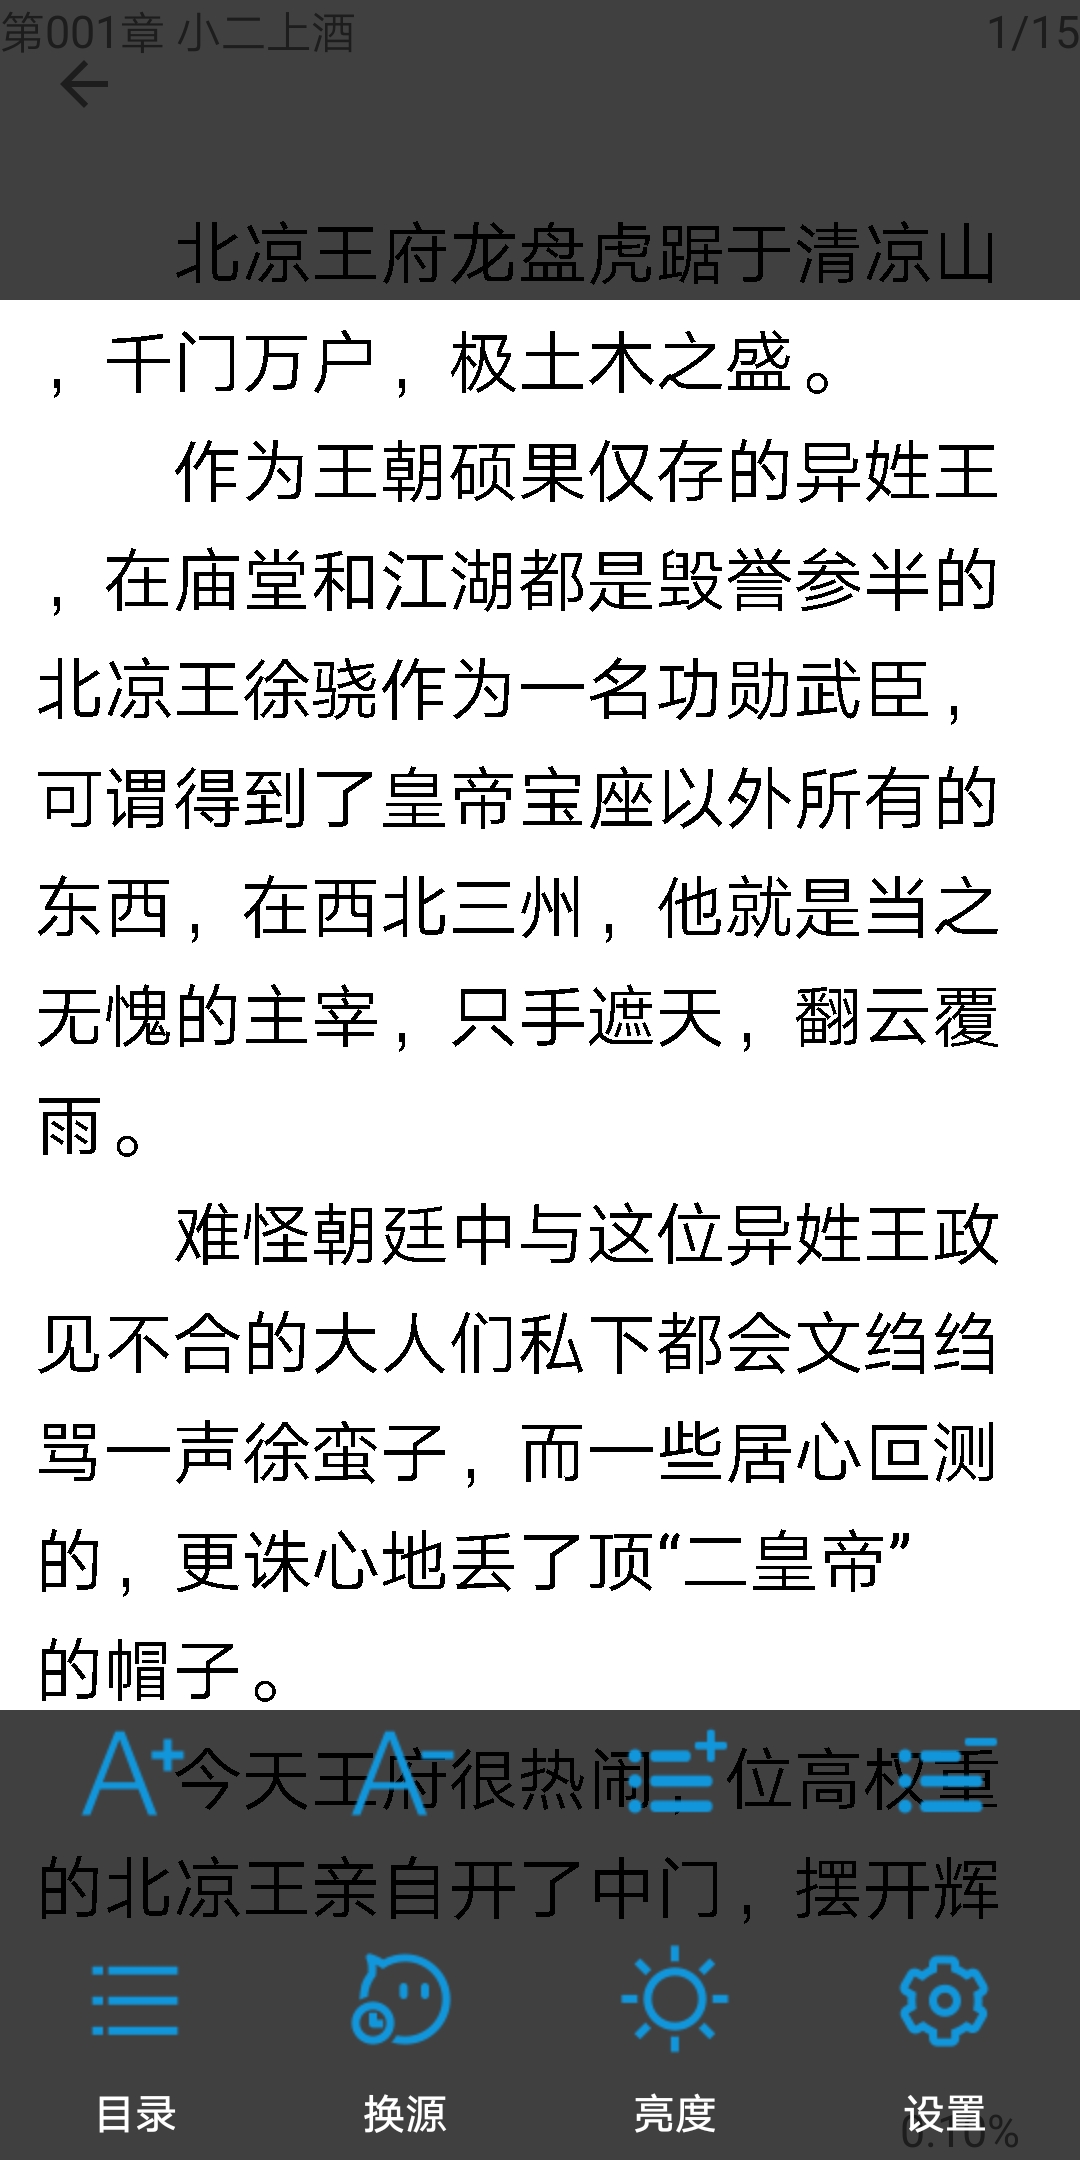 第001章 小二上酒 1/15
北凉王府龙盘虎踞于清凉山
，千门万户，极土木之盛。
作为王朝硕果仅存的异姓王
，在庙堂和江湖都是毁誉参半的
北凉王徐骁作为一名功勋武臣，
可谓得到了皇帝宝座以外所有的
东西，在西北三州，他就是当之
无愧的主宰，只手遮天，翻云覆
雨。
难怪朝廷中与这位异姓王政
见不合的大人们私下都会文绉绉
骂一声徐蛮子，而一些居心叵测
的，更诛心地丢了顶“二皇帝”
的帽子。
A+ A-
今天王府很热闹，位高权重
的北凉王亲自开了中门，摆开辉
目录 换源 亮度 设置
0.10%